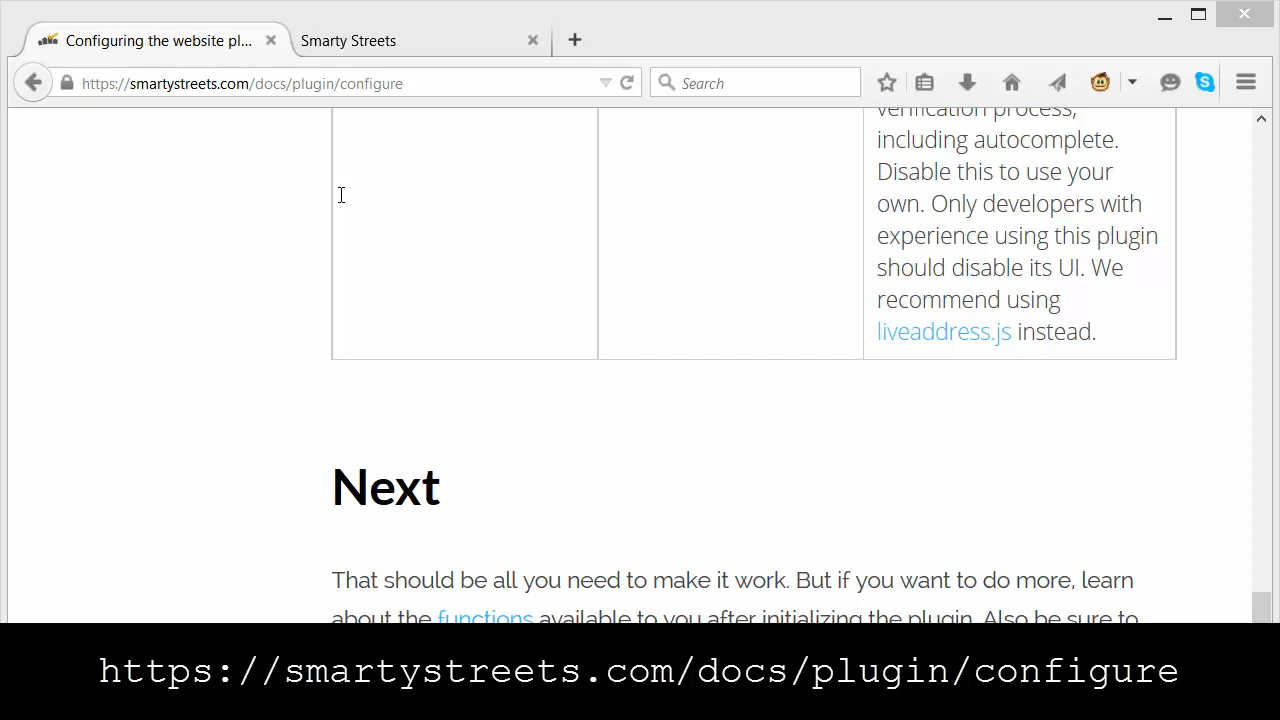 Configuring the website pl...
Smarty Streets
https://smartystreets.com/docs/plugin/configure
Search
verification process,
including autocomplete.
Disable this to use your
own. Only developers with
experience using this plugin
should disable its UI. We
recommend using
liveaddress.js instead.
Next
That should be all you need to make it work. But if you want to do more, learn
about the functions available to you after initializing the plugin. Also be sure to
https://smartystreets.com/docs/plugin/configure